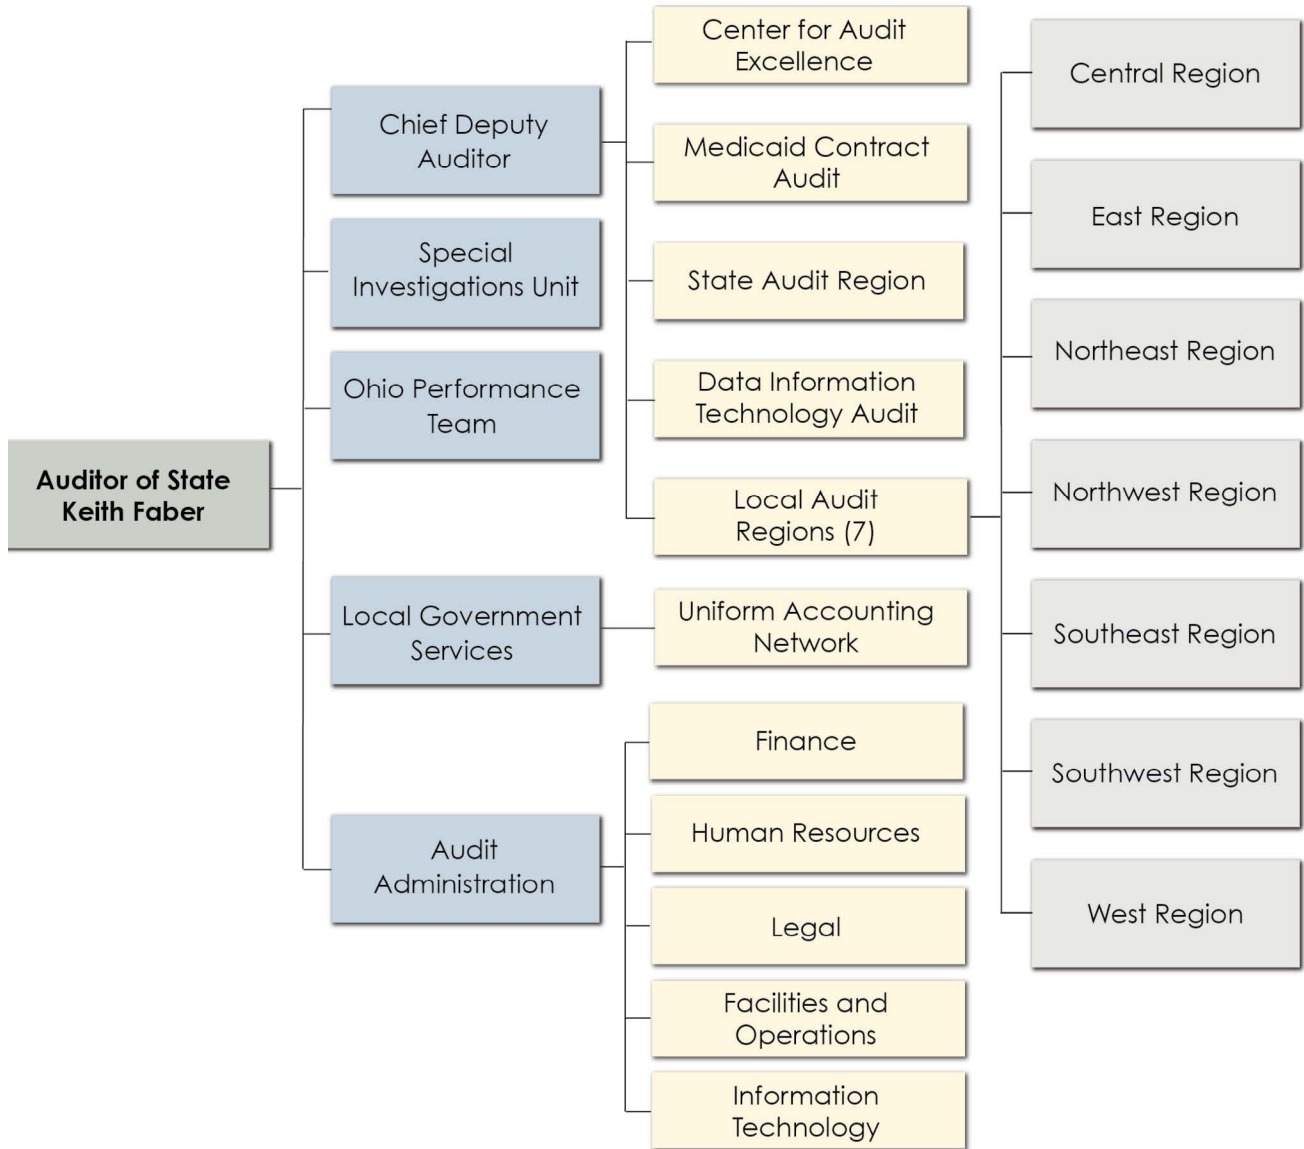 Auditor of State
Keith Faber
Chief Deputy
Auditor
Special
Investigations Unit
Ohio Performance
Team
Local Government
Services
Audit
Administration
Center for Audit
Excellence
Medicaid Contract
Audit
State Audit Region
Data Information
Technology Audit
Local Audit
Regions (7)
Uniform Accounting
Network
Finance
Human Resources
Legal
Facilities and
Operations
Information
Technology
Central Region
East Region
Northeast Region
Northwest Region
Southeast Region
Southwest Region
West Region